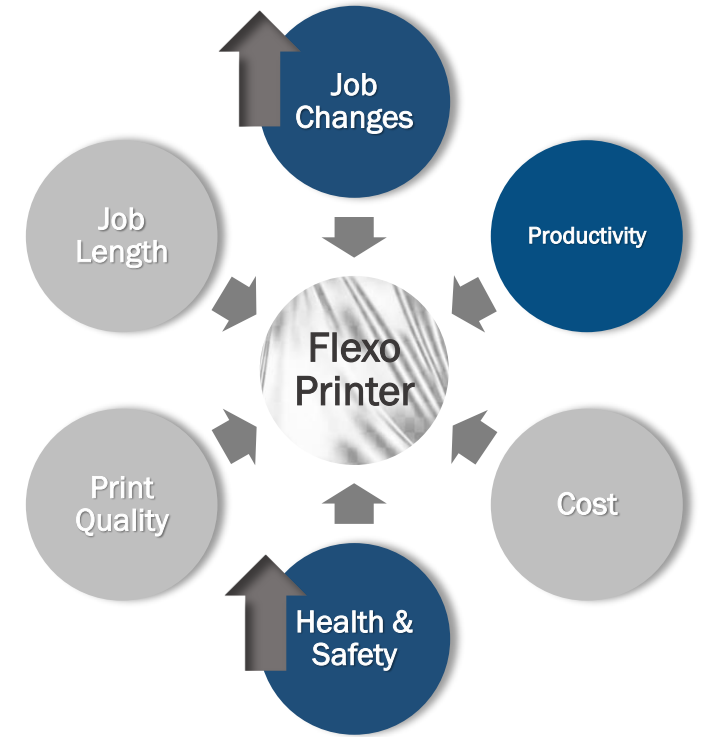 Job
Changes
Job
Length
Productivity
Flexo
Printer
Print
Quality
Cost
Health &
Safety